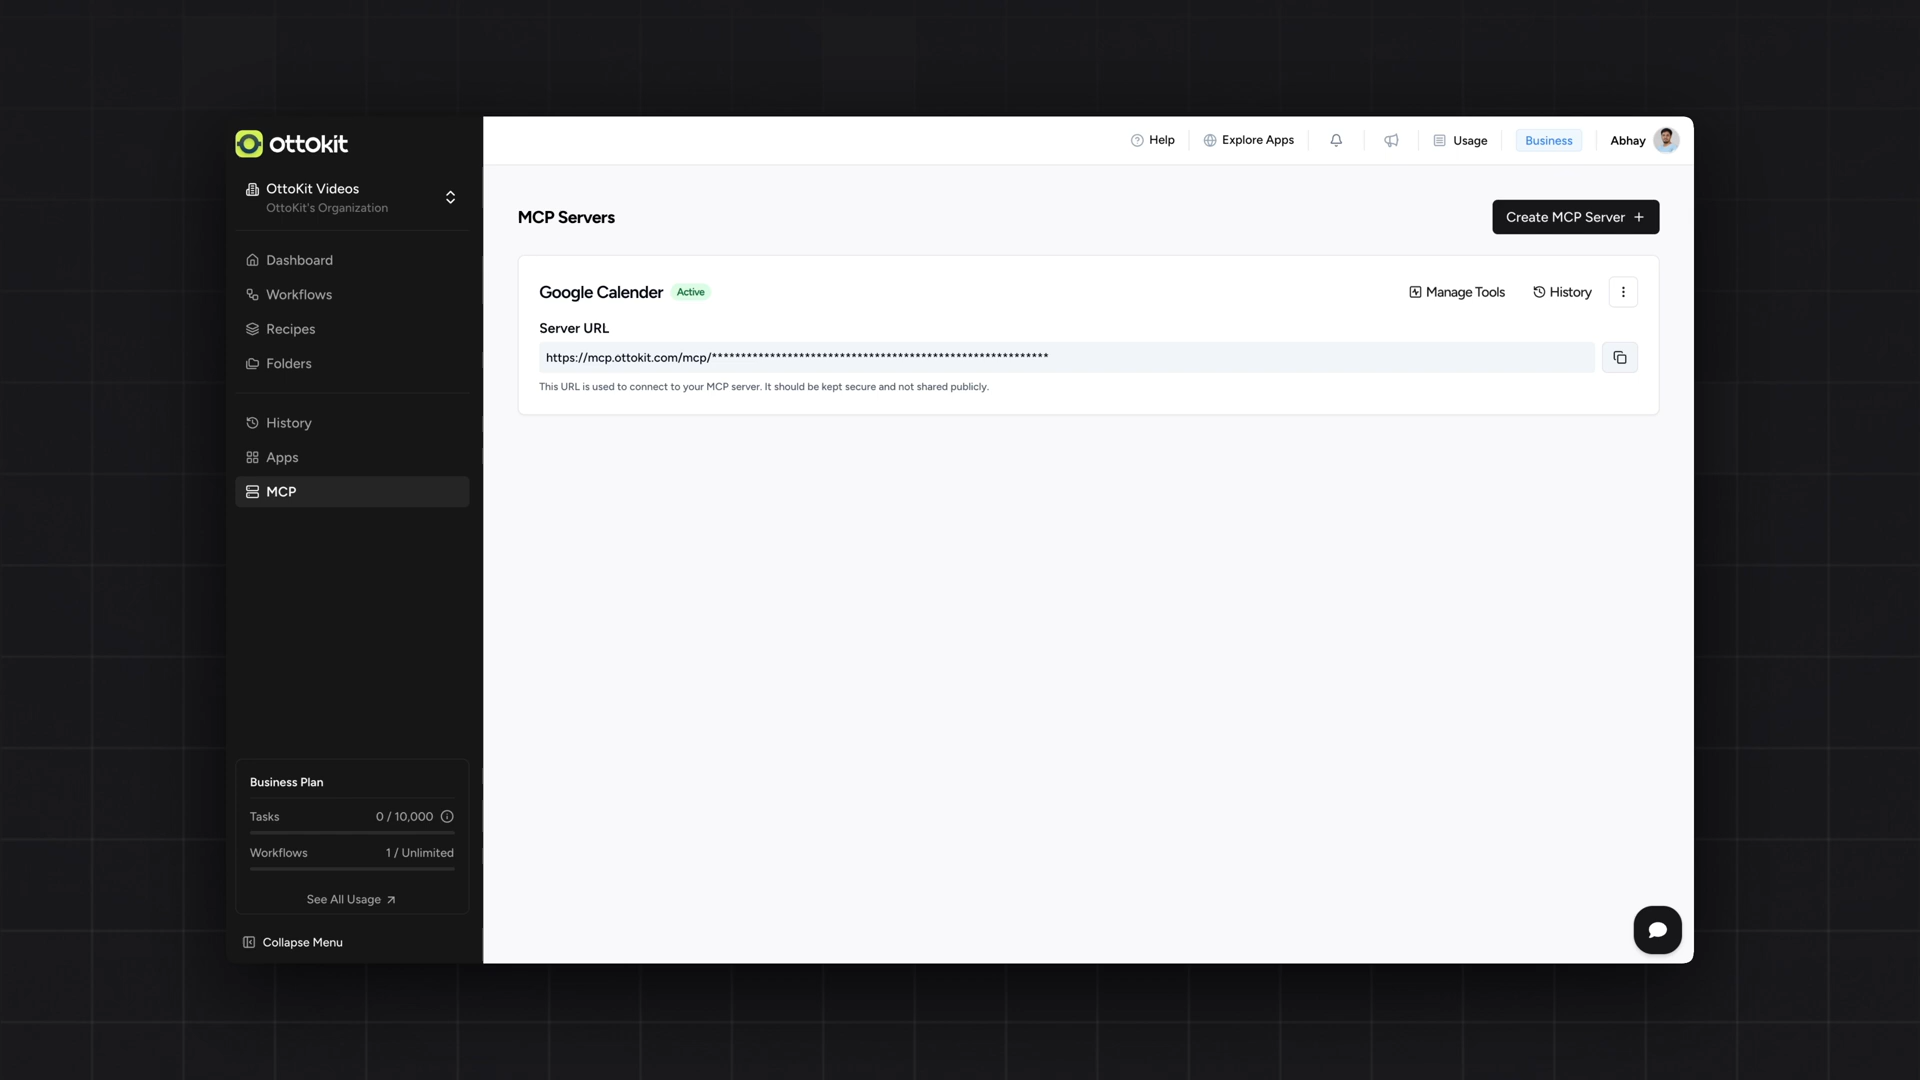 ottokit
OttoKit Videos
OttoKit's Organization
Dashboard
Workflows
Recipes
Folders
History
Apps
MCP
Business Plan
Tasks 0 / 10,000
Workflows 1 / Unlimited
See All Usage
Collapse Menu
Help Explore Apps Usage Business Abhay
MCP Servers Create MCP Server +
Google Calender Active Manage Tools History
Server URL
https://mcp.ottokit.com/mcp/**********************************************************
This URL is used to connect to your MCP server. It should be kept secure and not shared publicly.